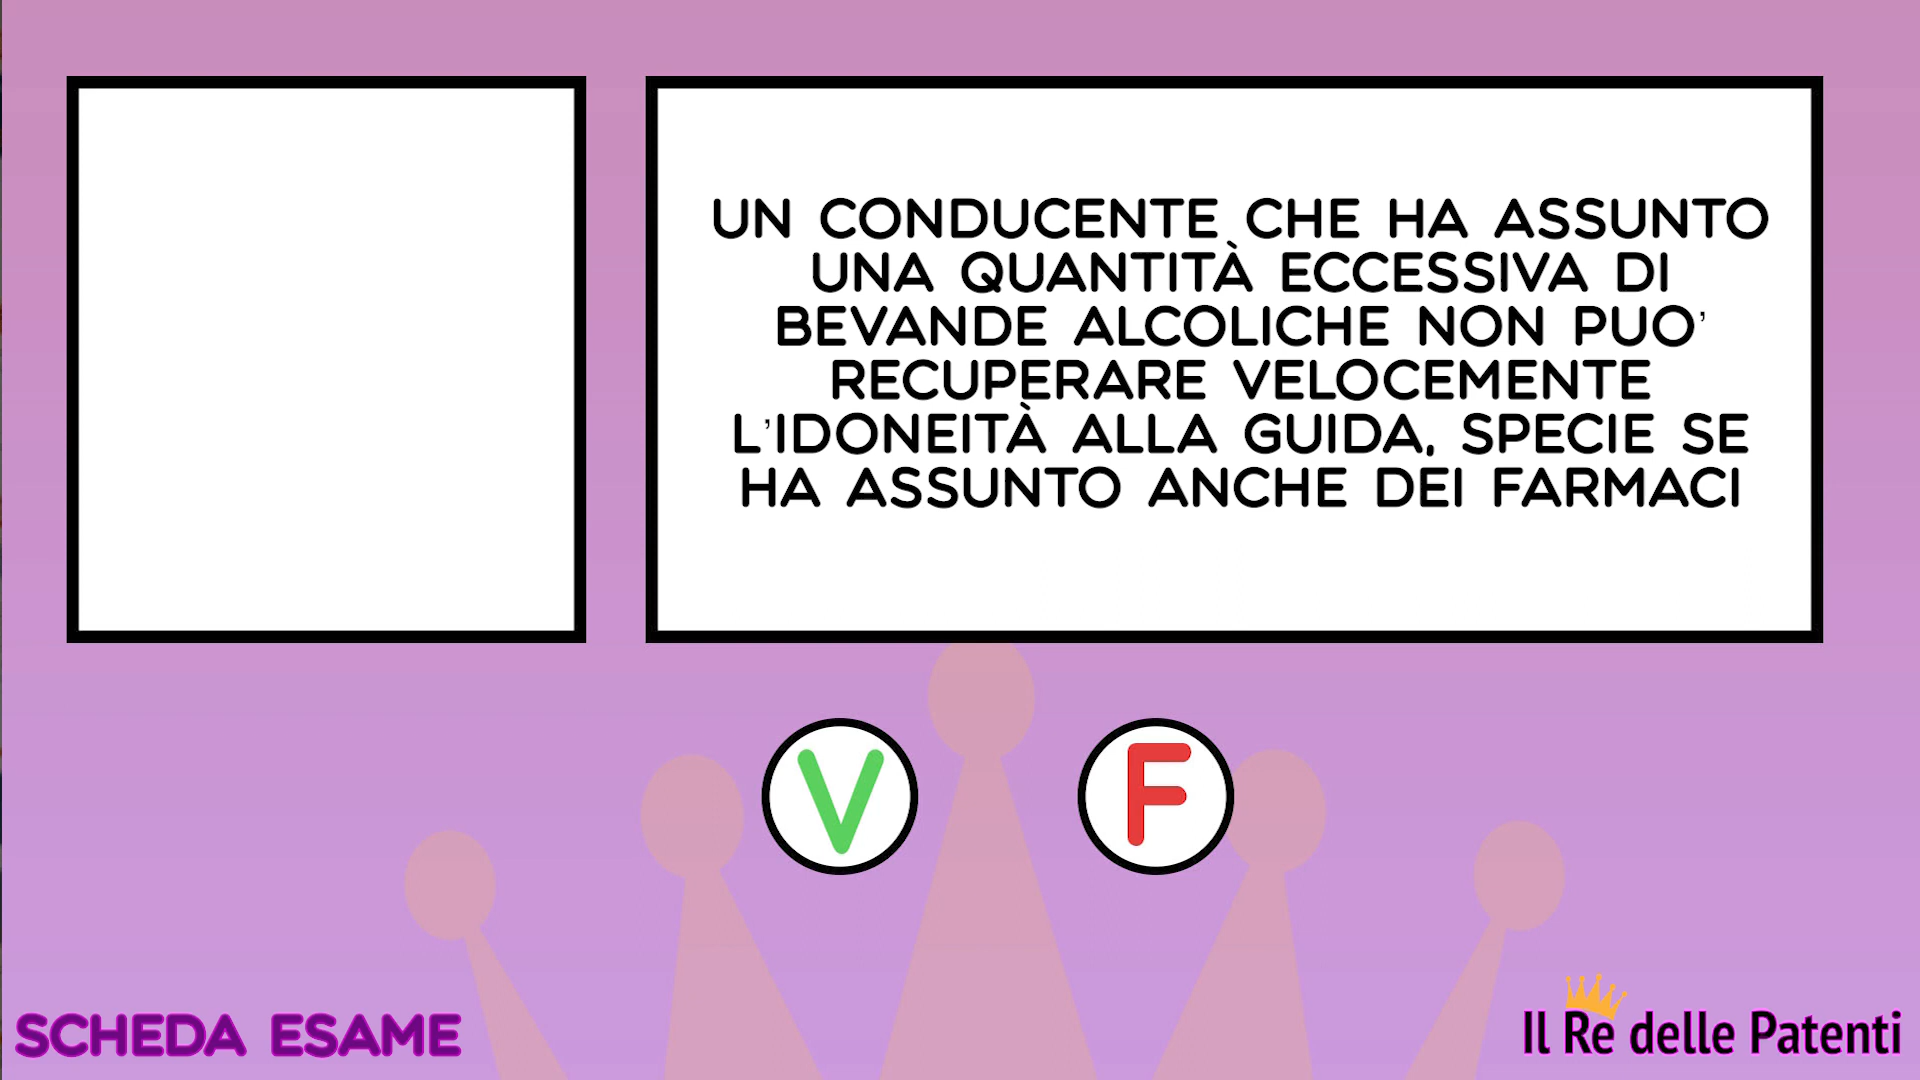 UN CONDUCENTE CHE HA ASSUNTO
UNA QUANTITÀ ECCESSIVA DI
BEVANDE ALCOLICHE NON PUO'
RECUPERARE VELOCEMENTE
L'IDONEITÀ ALLA GUIDA, SPECIE SE
HA ASSUNTO ANCHE DEI FARMACI
V F
SCHEDA ESAME
Il Re delle Patenti